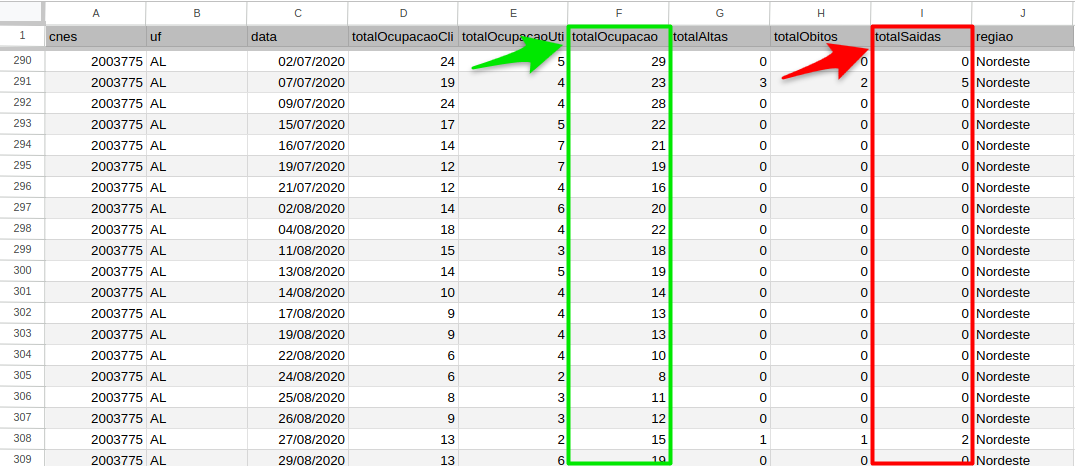 A B C D E F G H I J
1 cnes uf data totalOcupacaoCli totalOcupacaoUti totalOcupacao totalAltas totalObitos totalSaidas regiao
290 2003775 AL 02/07/2020 24 5 29 0 0 0 Nordeste
291 2003775 AL 07/07/2020 19 4 23 3 2 5 Nordeste
292 2003775 AL 09/07/2020 24 4 28 0 0 0 Nordeste
293 2003775 AL 15/07/2020 17 5 22 0 0 0 Nordeste
294 2003775 AL 16/07/2020 14 7 21 0 0 0 Nordeste
295 2003775 AL 19/07/2020 12 7 19 0 0 0 Nordeste
296 2003775 AL 21/07/2020 12 4 16 0 0 0 Nordeste
297 2003775 AL 02/08/2020 14 6 20 0 0 0 Nordeste
298 2003775 AL 04/08/2020 18 4 22 0 0 0 Nordeste
299 2003775 AL 11/08/2020 15 3 18 0 0 0 Nordeste
300 2003775 AL 13/08/2020 14 5 19 0 0 0 Nordeste
301 2003775 AL 14/08/2020 10 4 14 0 0 0 Nordeste
302 2003775 AL 17/08/2020 9 4 13 0 0 0 Nordeste
303 2003775 AL 19/08/2020 9 4 13 0 0 0 Nordeste
304 2003775 AL 22/08/2020 6 4 10 0 0 0 Nordeste
305 2003775 AL 24/08/2020 6 2 8 0 0 0 Nordeste
306 2003775 AL 25/08/2020 8 3 11 0 0 0 Nordeste
307 2003775 AL 26/08/2020 9 3 12 0 0 0 Nordeste
308 2003775 AL 27/08/2020 13 2 15 1 1 2 Nordeste
309 2003775 AL 29/08/2020 13 6 19 0 0 0 Nordeste